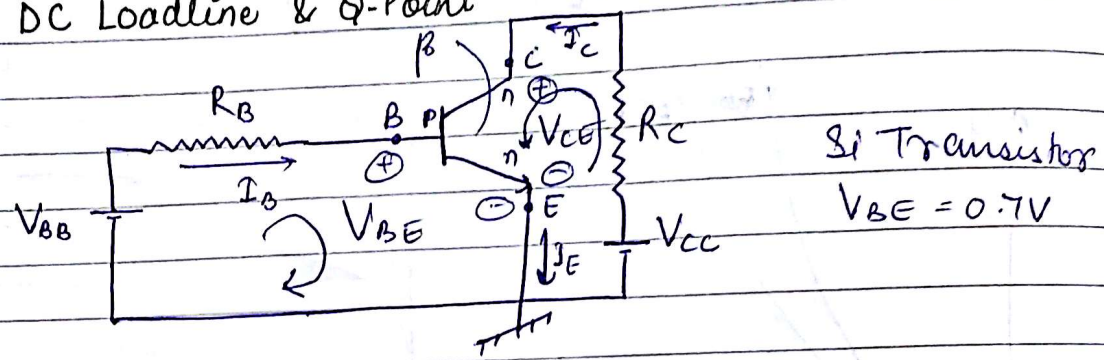 DC Loadline & Q-Point
β
I_C
C
n
⊕
R_B
B
P
V_CE
R_C
Si Transistor
⊕
n
⊖
I_B
⊖
E
V_BE = 0.7V
V_BB
V_BE
I_E
V_CC